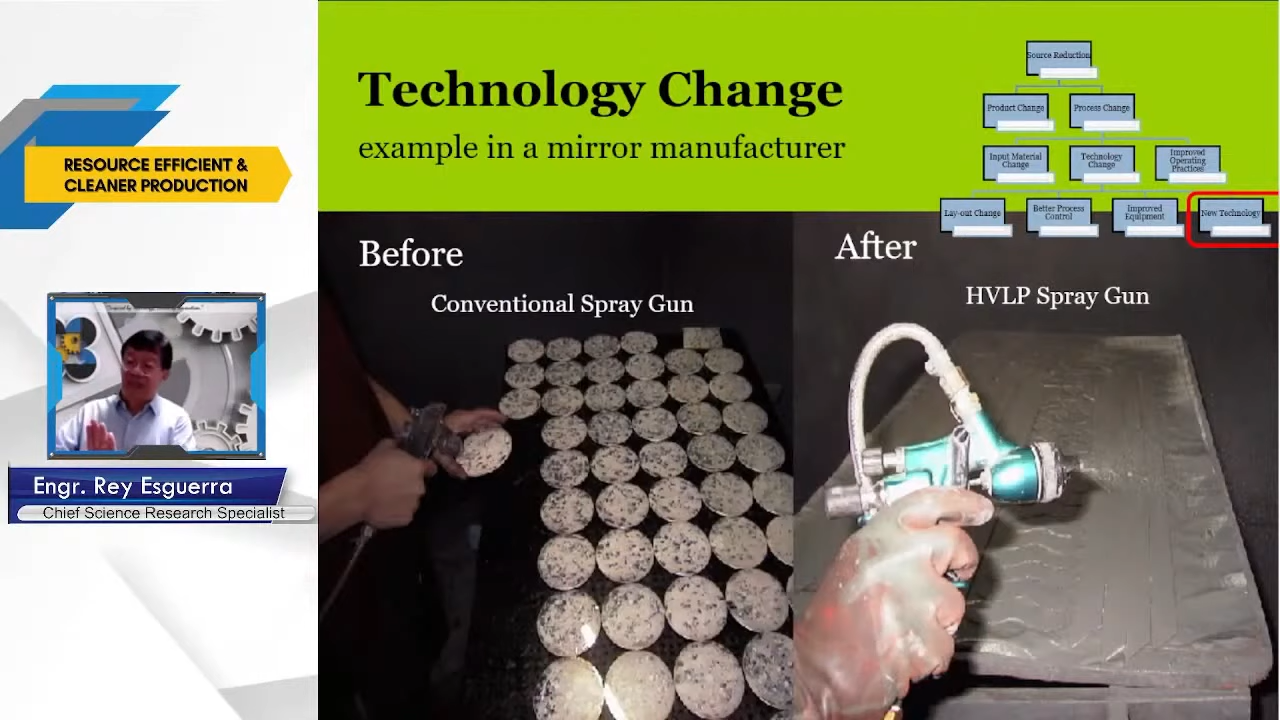 RESOURCE EFFICIENT &
CLEANER PRODUCTION
Engr. Rey Esguerra
Chief Science Research Specialist
Technology Change
example in a mirror manufacturer
Source Reduction
Product Change
Process Change
Input Material
Change
Technology
Change
Improved
Operating
Practices
Lay-out Change
Better Process
Control
Improved
Equipment
New Technology
Before
Conventional Spray Gun
After
HVLP Spray Gun